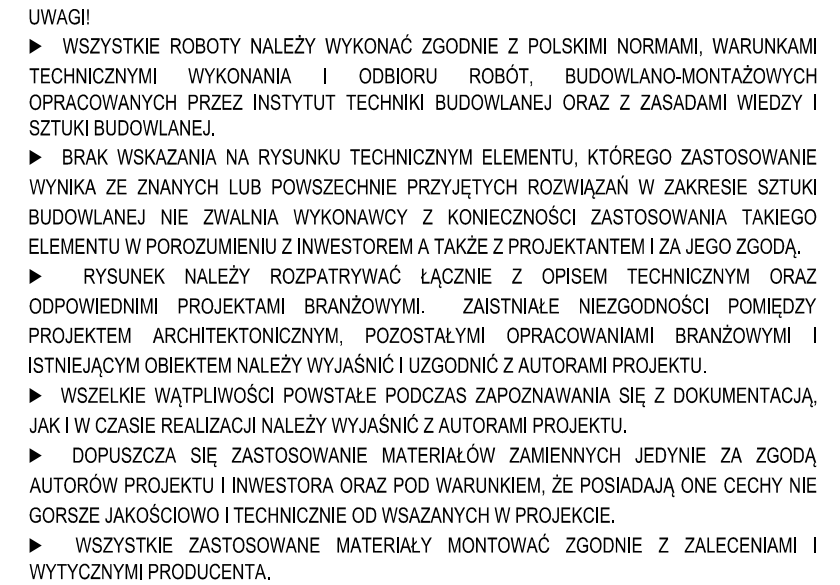 UWAGI!
▶ WSZYSTKIE ROBOTY NALEŻY WYKONAĆ ZGODNIE Z POLSKIMI NORMAMI, WARUNKAMI
TECHNICZNYMI WYKONANIA I ODBIORU ROBÓT, BUDOWLANO-MONTAŻOWYCH
OPRACOWANYCH PRZEZ INSTYTUT TECHNIKI BUDOWLANEJ ORAZ Z ZASADAMI WIEDZY I
SZTUKI BUDOWLANEJ.
▶ BRAK WSKAZANIA NA RYSUNKU TECHNICZNYM ELEMENTU, KTÓREGO ZASTOSOWANIE
WYNIKA ZE ZNANYCH LUB POWSZECHNIE PRZYJĘTYCH ROZWIĄZAŃ W ZAKRESIE SZTUKI
BUDOWLANEJ NIE ZWALNIA WYKONAWCY Z KONIECZNOŚCI ZASTOSOWANIA TAKIEGO
ELEMENTU W POROZUMIENIU Z INWESTOREM A TAKŻE Z PROJEKTANTEM I ZA JEGO ZGODĄ.
▶ RYSUNEK NALEŻY ROZPATRYWAĆ ŁĄCZNIE Z OPISEM TECHNICZNYM ORAZ
ODPOWIEDNIMI PROJEKTAMI BRANŻOWYMI. ZAISTNIAŁE NIEZGODNOŚCI POMIĘDZY
PROJEKTEM ARCHITEKTONICZNYM, POZOSTAŁYMI OPRACOWANIAMI BRANŻOWYMI I
ISTNIEJĄCYM OBIEKTEM NALEŻY WYJAŚNIĆ I UZGODNIĆ Z AUTORAMI PROJEKTU.
▶ WSZELKIE WĄTPLIWOŚCI POWSTAŁE PODCZAS ZAPOZNAWANIA SIĘ Z DOKUMENTACJĄ,
JAK I W CZASIE REALIZACJI NALEŻY WYJAŚNIĆ Z AUTORAMI PROJEKTU.
▶ DOPUSZCZA SIĘ ZASTOSOWANIE MATERIAŁÓW ZAMIENNYCH JEDYNIE ZA ZGODĄ
AUTORÓW PROJEKTU I INWESTORA ORAZ POD WARUNKIEM, ŻE POSIADAJĄ ONE CECHY NIE
GORSZE JAKOŚCIOWO I TECHNICZNIE OD WSAZANYCH W PROJEKCIE.
▶ WSZYSTKIE ZASTOSOWANE MATERIAŁY MONTOWAĆ ZGODNIE Z ZALECENIAMI I
WYTYCZNYMI PRODUCENTA.